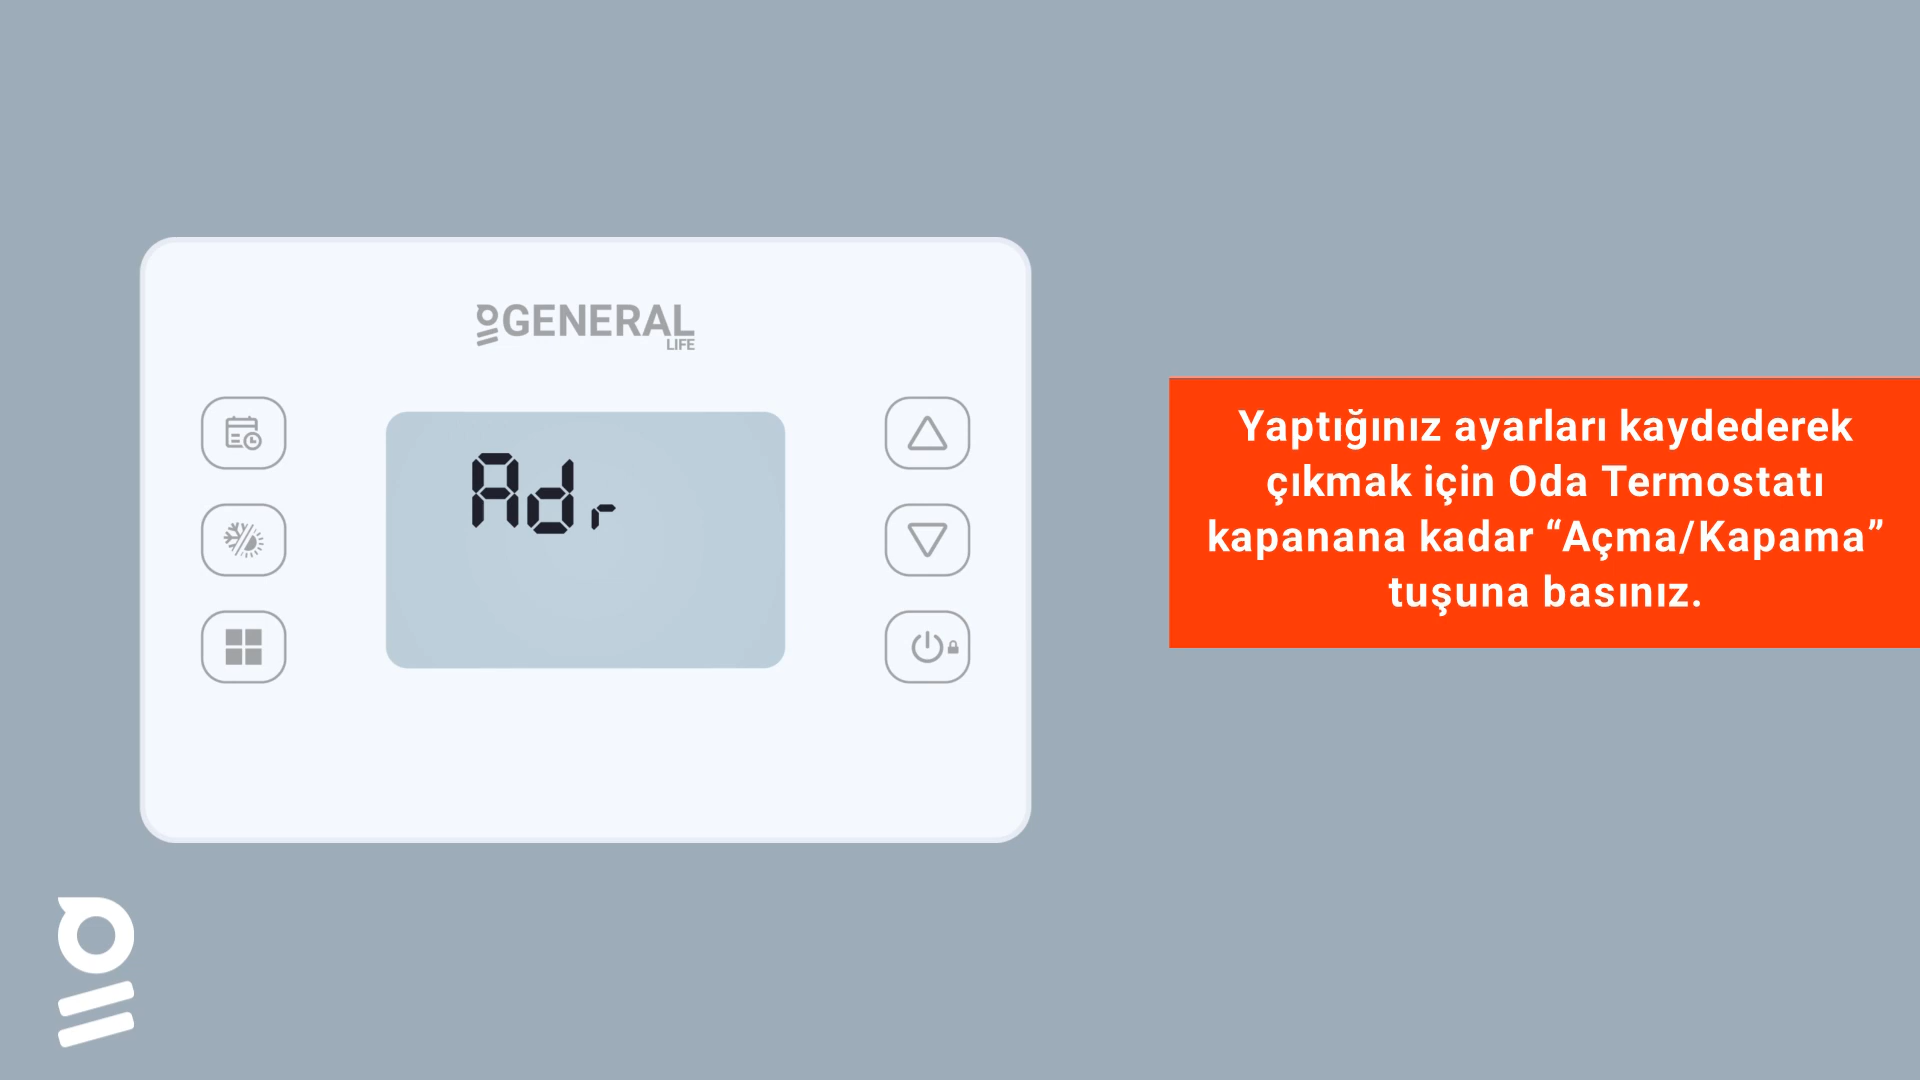 GENERAL
LIFE
Adr
Yaptığınız ayarları kaydederek
çıkmak için Oda Termostatı
kapanana kadar “Açma/Kapama”
tuşuna basınız.